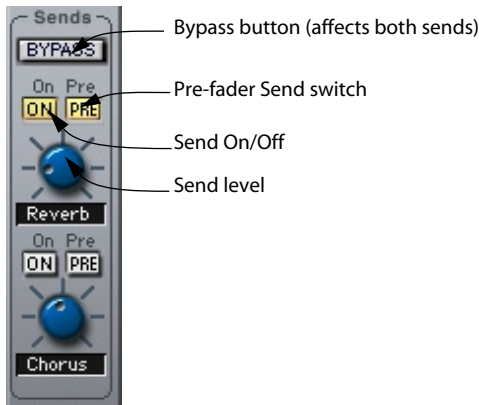 Sends
BYPASS
Bypass button (affects both sends)
On Pre
ON PRE
Pre-fader Send switch
Send On/Off
Send level
Reverb
On Pre
ON PRE
Chorus